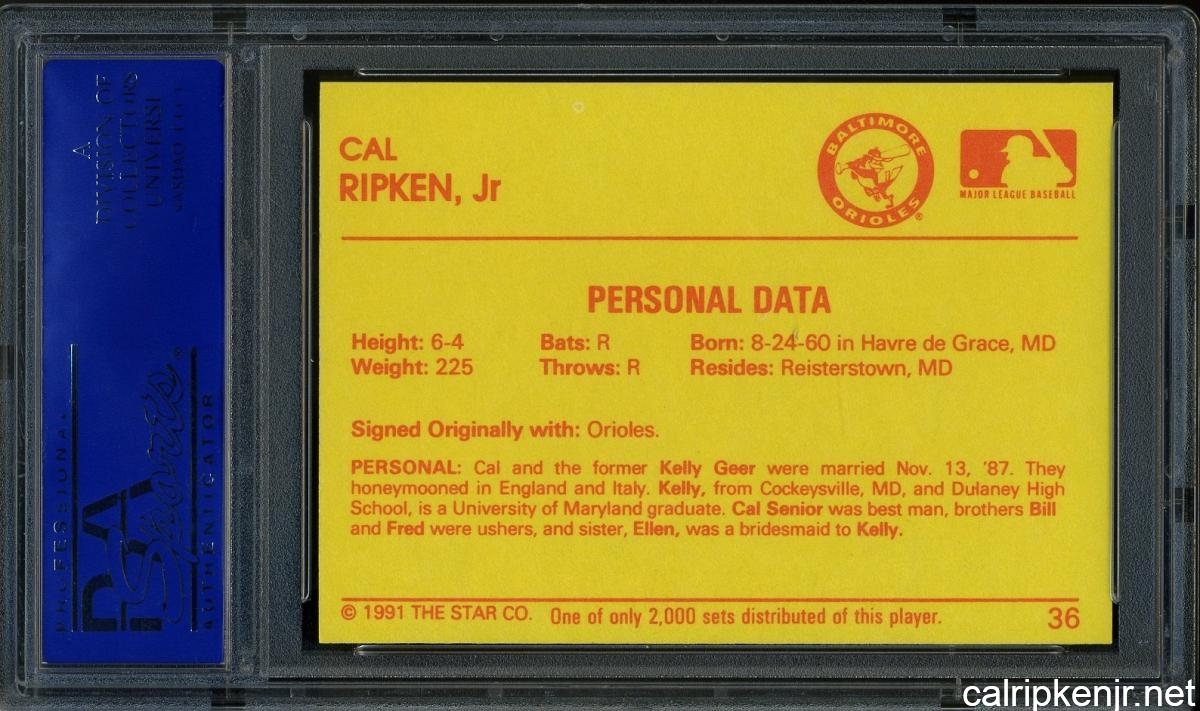 A
DIVISION OF
COLLECTORS
UNIVERSE
PROFESSIONAL
PSA
Sports
AUTHENTICATOR
CAL
RIPKEN, Jr
BALTIMORE
ORIOLES
MAJOR LEAGUE BASEBALL
PERSONAL DATA
Height: 6-4 Bats: R Born: 8-24-60 in Havre de Grace, MD
Weight: 225 Throws: R Resides: Reisterstown, MD
Signed Originally with: Orioles.
PERSONAL: Cal and the former Kelly Geer were married Nov. 13, '87. They
honeymooned in England and Italy. Kelly, from Cockeysville, MD, and Dulaney High
School, is a University of Maryland graduate. Cal Senior was best man, brothers Bill
and Fred were ushers, and sister, Ellen, was a bridesmaid to Kelly.
© 1991 THE STAR CO. One of only 2,000 sets distributed of this player. 36
calripkenjr.net